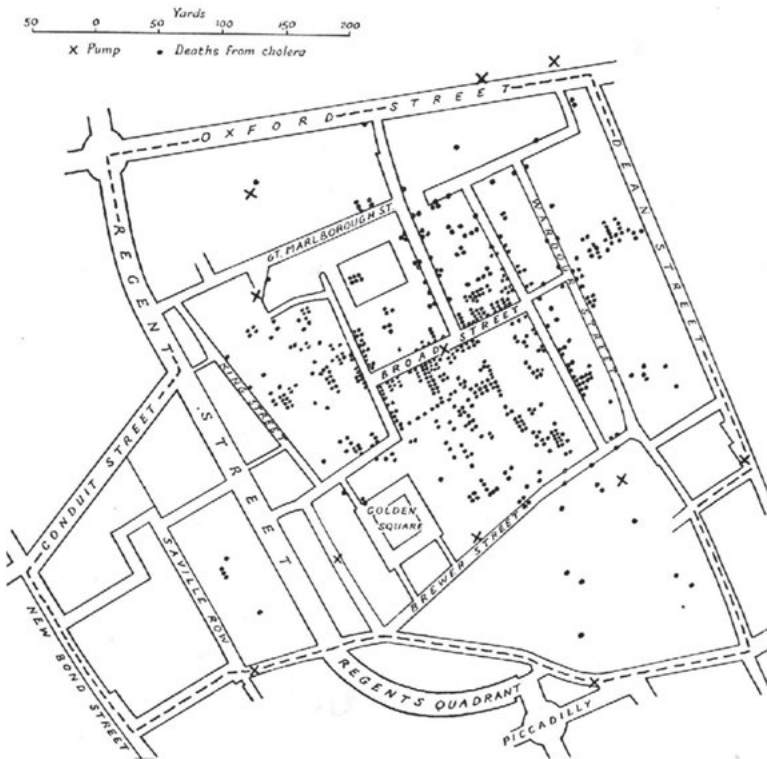 Yards
50 0 50 100 150 200
× Pump • Deaths from cholera
OXFORD STREET
DEAN STREET
REGENT STREET
WARDOUR STREET
GT. MARLBOROUGH ST.
BROAD STREET
KING STREET
CONDUIT STREET
GOLDEN
SQUARE
BREWER STREET
SAVILLE ROW
NEW BOND STREET
REGENTS QUADRANT
PICCADILLY